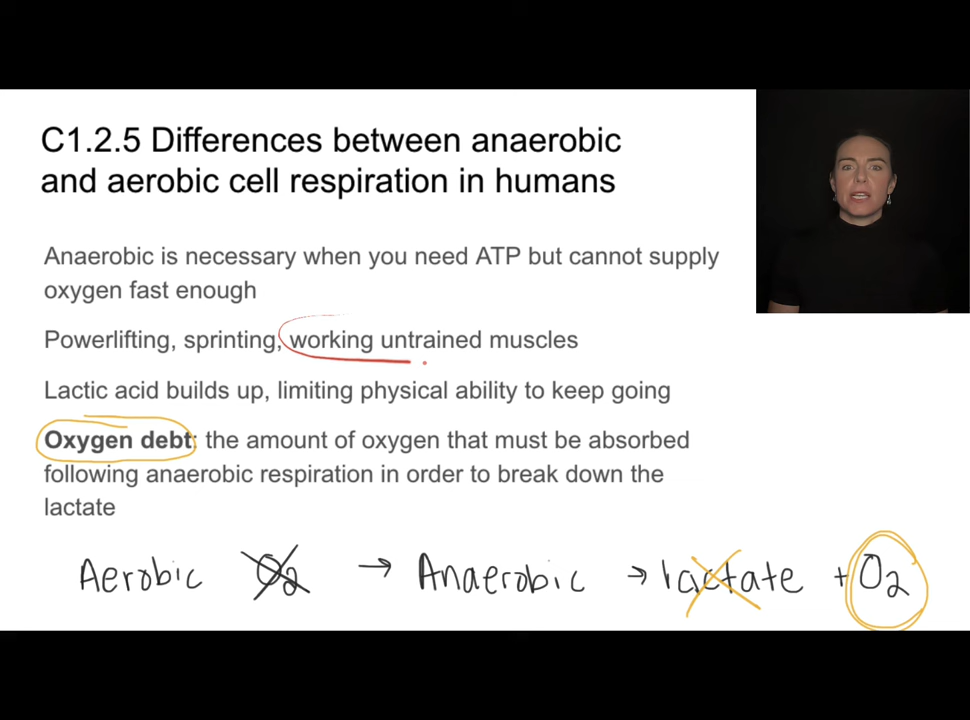 C1.2.5 Differences between anaerobic
and aerobic cell respiration in humans
Anaerobic is necessary when you need ATP but cannot supply
oxygen fast enough
Powerlifting, sprinting, working untrained muscles
Lactic acid builds up, limiting physical ability to keep going
Oxygen debt: the amount of oxygen that must be absorbed
following anaerobic respiration in order to break down the
lactate
Aerobic O2 → Anaerobic → lactate + O2